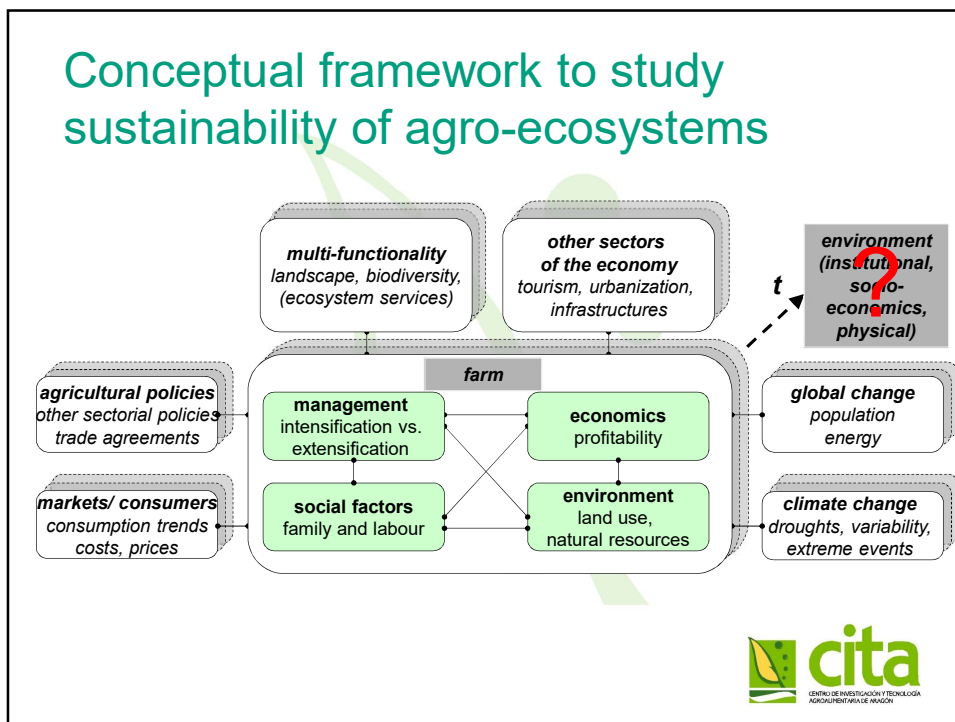 Conceptual framework to study
sustainability of agro-ecosystems
multi-functionality
landscape, biodiversity,
(ecosystem services)
other sectors
of the economy
tourism, urbanization,
infrastructures
t
environment
(institutional,
socio-
economics,
physical)
?
agricultural policies
other sectorial policies
trade agreements
markets/ consumers
consumption trends
costs, prices
farm
management
intensification vs.
extensification
economics
profitability
social factors
family and labour
environment
land use,
natural resources
global change
population
energy
climate change
droughts, variability,
extreme events
cita
CENTRO DE INVESTIGACIÓN Y TECNOLOGÍA
AGROALIMENTARIA DE ARAGÓN